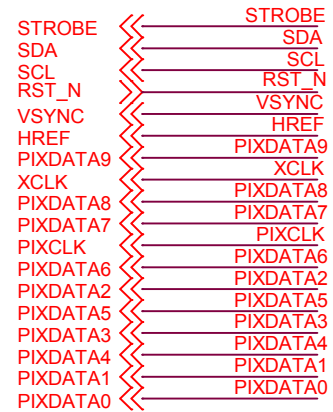 STROBE STROBE
SDA SDA
SCL SCL
RST_N RST_N
VSYNC VSYNC
HREF HREF
PIXDATA9 PIXDATA9
XCLK XCLK
PIXDATA8 PIXDATA8
PIXDATA7 PIXDATA7
PIXCLK PIXCLK
PIXDATA6 PIXDATA6
PIXDATA2 PIXDATA2
PIXDATA5 PIXDATA5
PIXDATA3 PIXDATA3
PIXDATA4 PIXDATA4
PIXDATA1 PIXDATA1
PIXDATA0 PIXDATA0